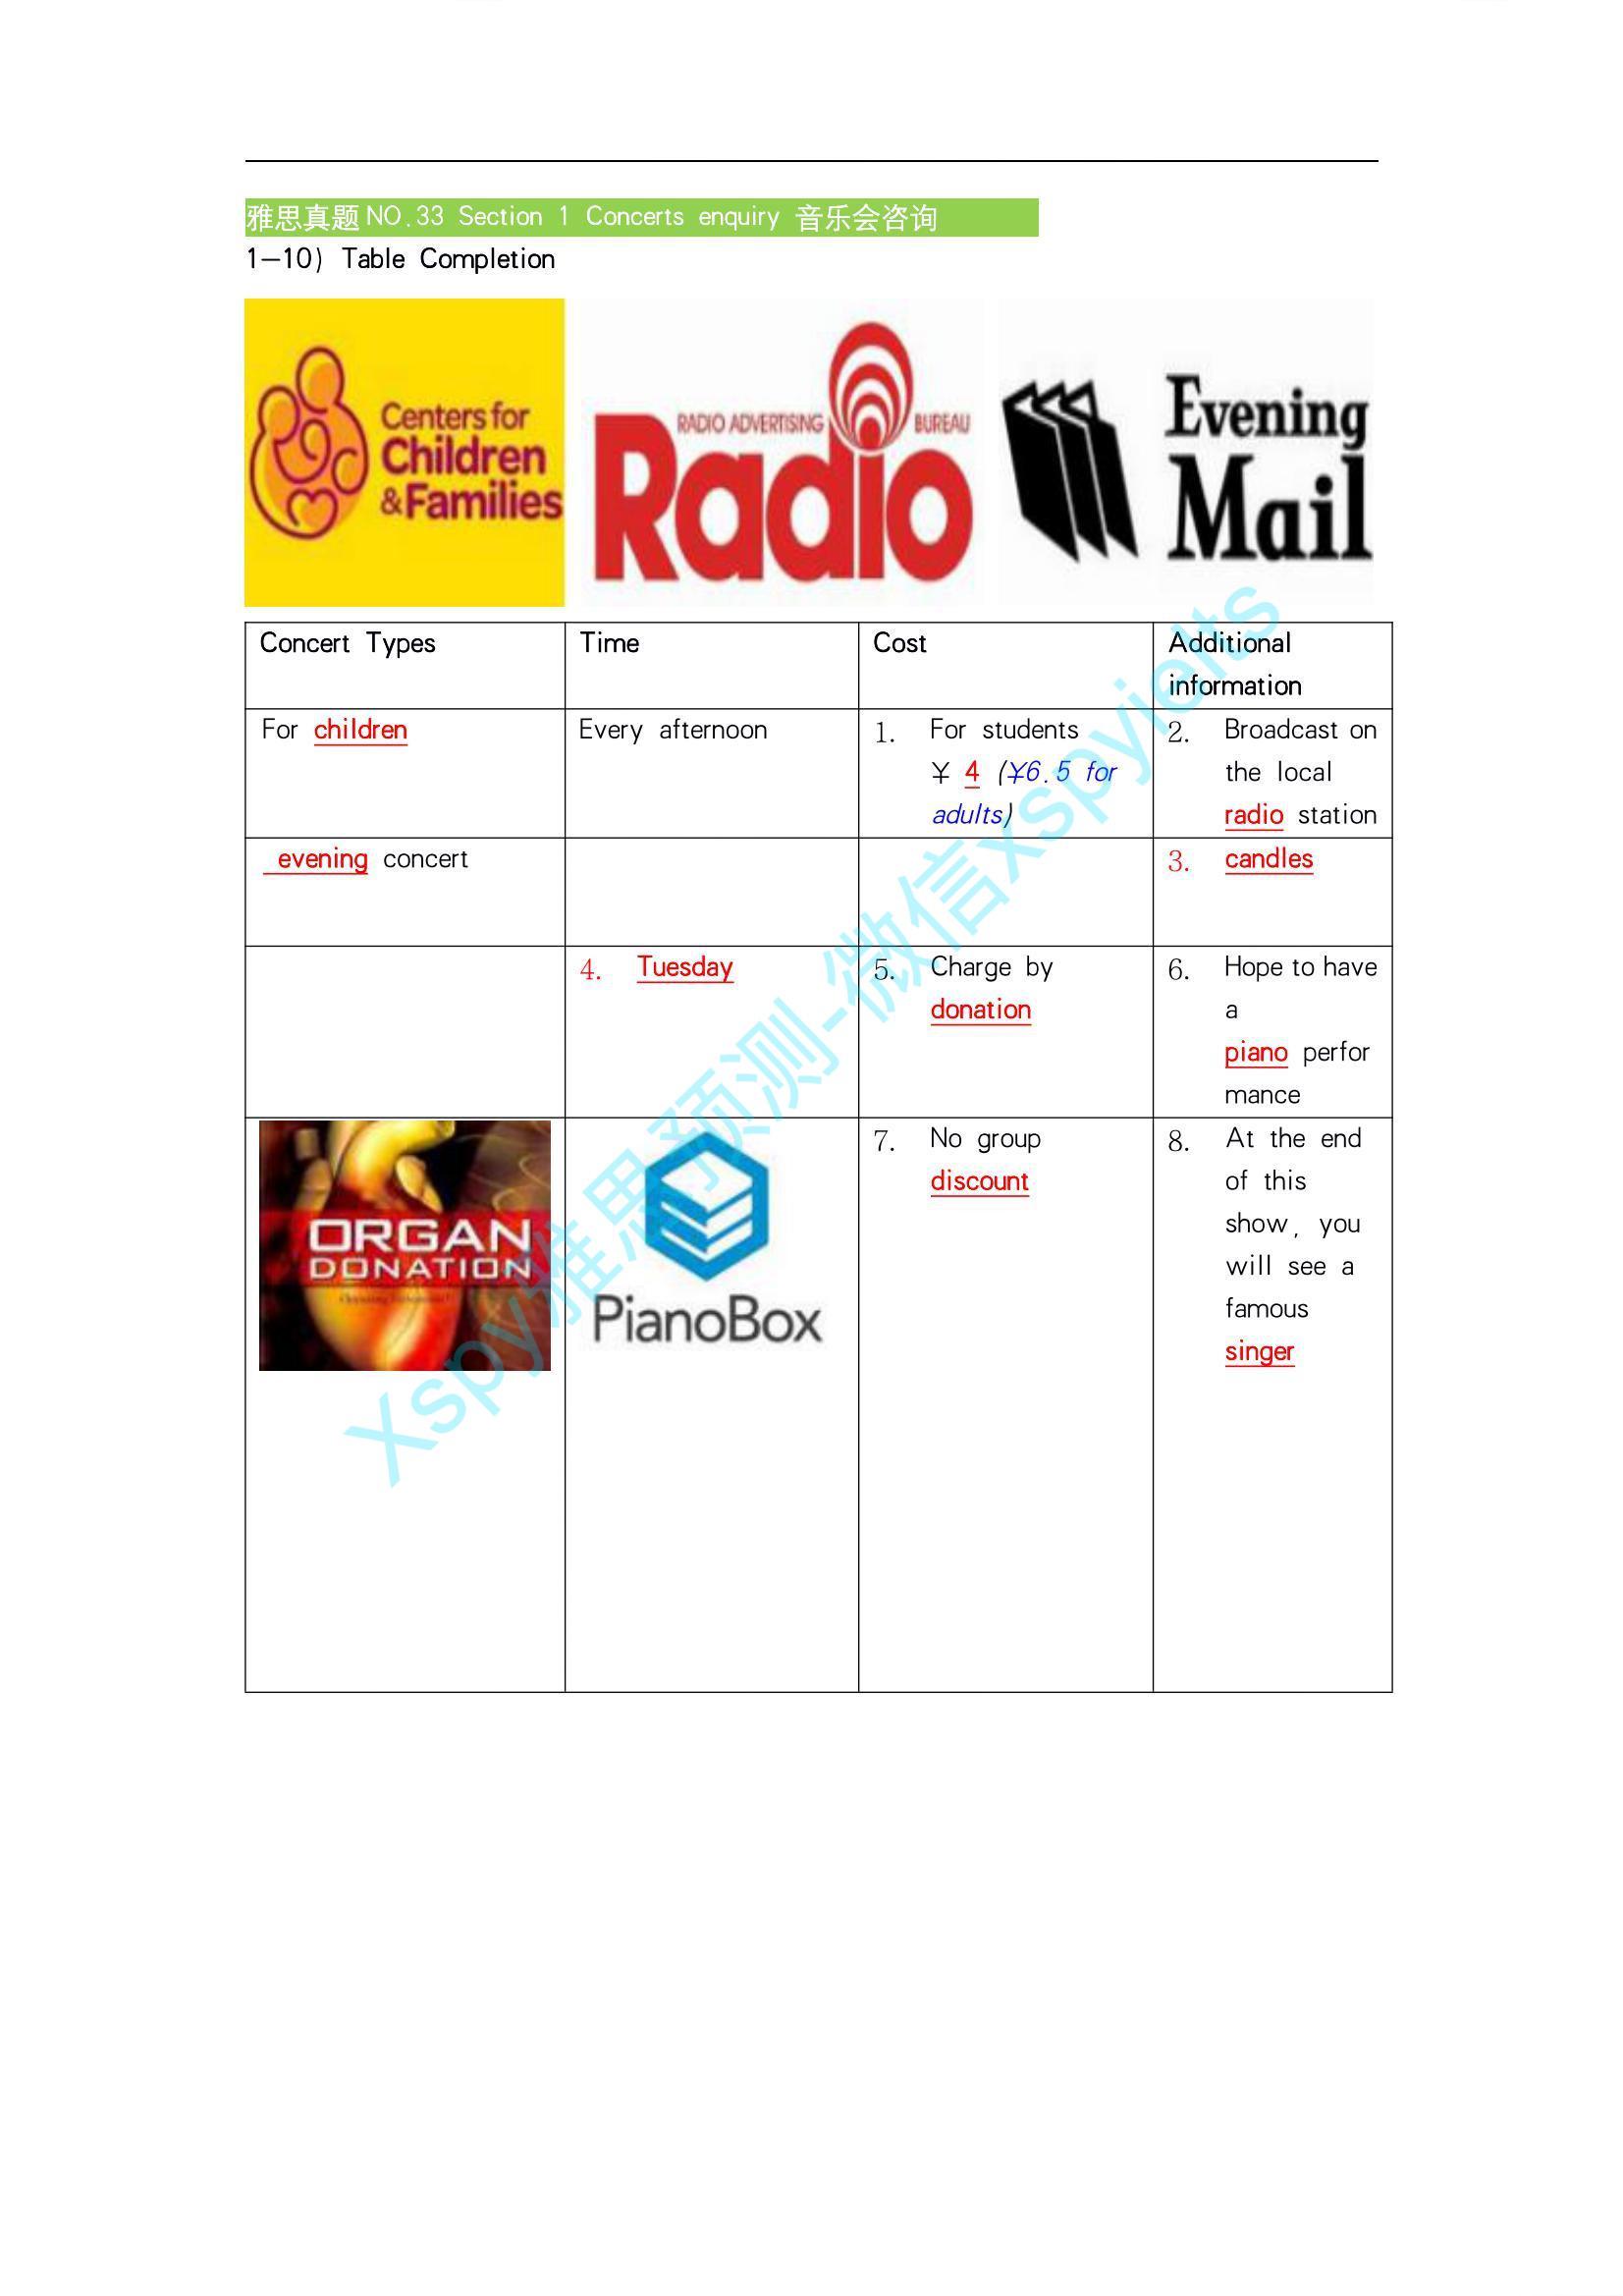 雅思真题 NO.33 Section 1 Concerts enquiry 音乐会咨询
1-10) Table Completion
Centers for
Children
&Families
RADIO ADVERTISING BUREAU
Radio
Evening
Mail
Concert Types
Time
Cost
Additional
information
For children
Every afternoon
1. For students
¥ 4 (¥6.5 for
adults)
2. Broadcast on
the local
radio station
evening concert
3. candles
4. Tuesday
5. Charge by
donation
6. Hope to have
a
piano perfor
mance
ORGAN
DONATION
PianoBox
7. No group
discount
8. At the end
of this
show, you
will see a
famous
singer
Xspy雅思预测-微信xspyielts